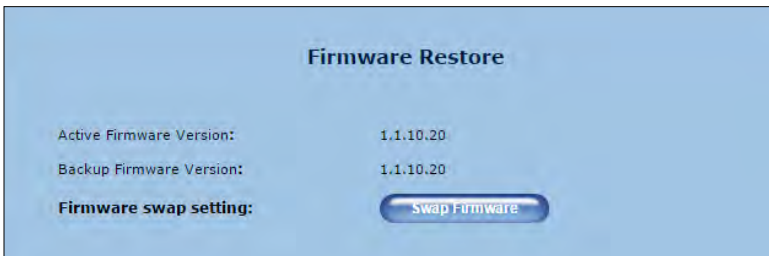 Firmware Restore
Active Firmware Version: 1.1.10.20
Backup Firmware Version: 1.1.10.20
Firmware swap setting: Swap Firmware